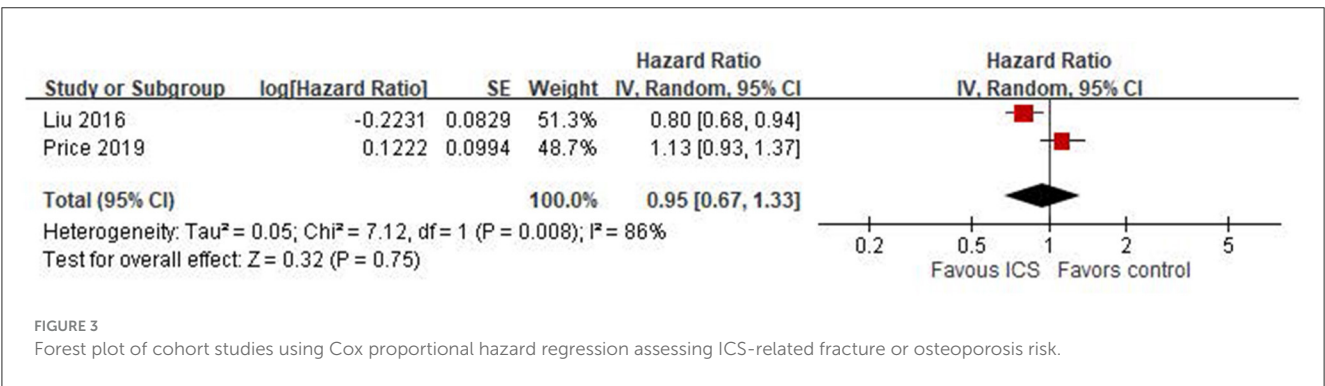 Hazard Ratio Hazard Ratio
Study or Subgroup log[Hazard Ratio] SE Weight IV, Random, 95% CI IV, Random, 95% CI
Liu 2016 -0.2231 0.0829 51.3% 0.80 [0.68, 0.94]
Price 2019 0.1222 0.0994 48.7% 1.13 [0.93, 1.37]
Total (95% CI) 100.0% 0.95 [0.67, 1.33]
Heterogeneity: Tau² = 0.05; Chi² = 7.12, df = 1 (P = 0.008); I² = 86%
Test for overall effect: Z = 0.32 (P = 0.75)
0.2 0.5 1 2 5
Favous ICS Favors control
FIGURE 3
Forest plot of cohort studies using Cox proportional hazard regression assessing ICS-related fracture or osteoporosis risk.